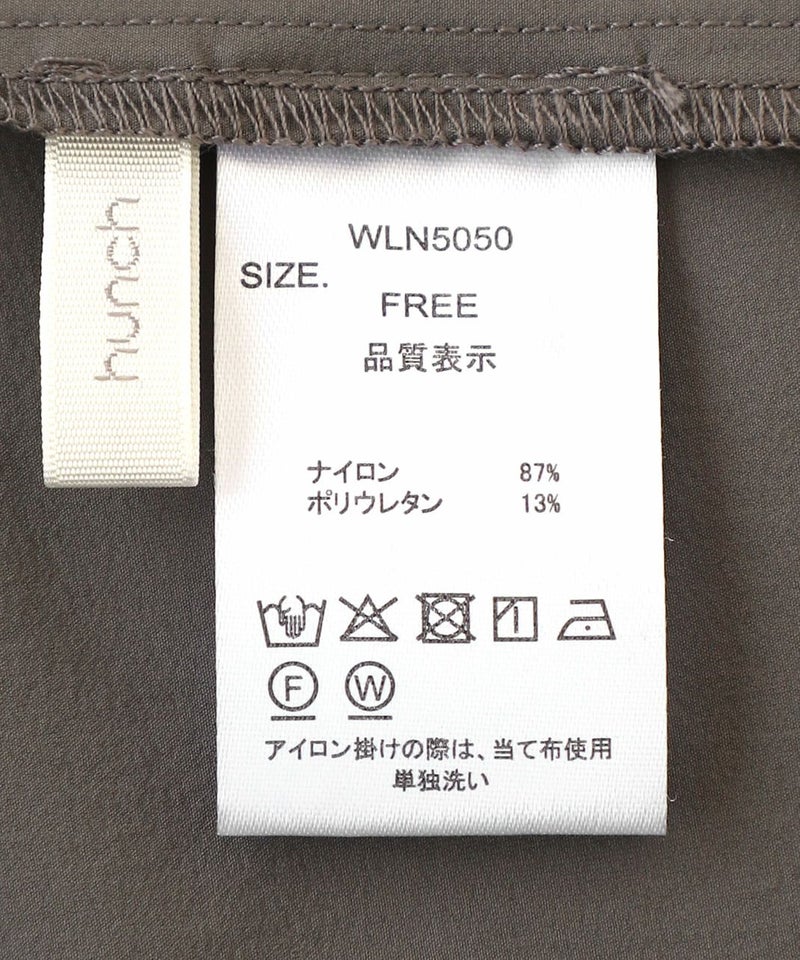 hunch
WLN5050
SIZE.
FREE
品質表示
ナイロン 87%
ポリウレタン 13%
F W
アイロン掛けの際は、当て布使用
単独洗い